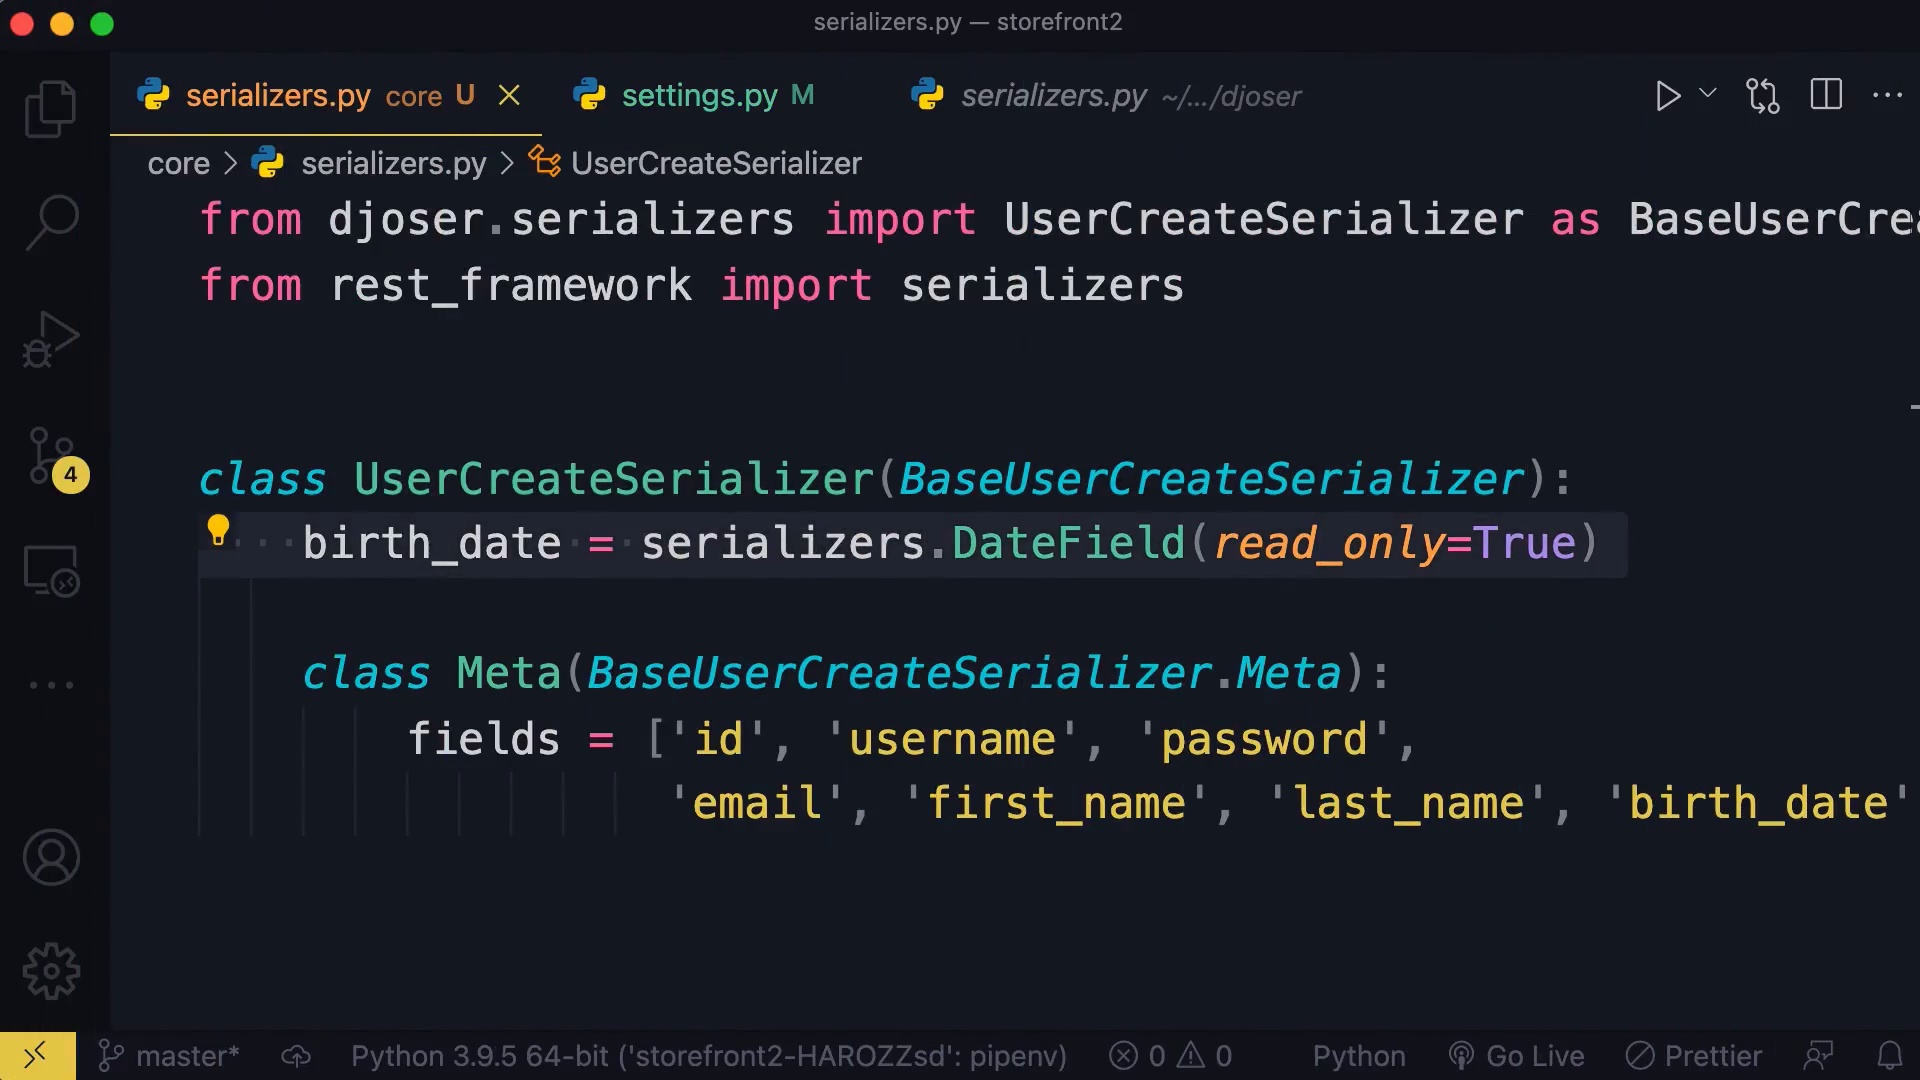 serializers.py — storefront2
serializers.py core U settings.py M serializers.py ~/.../djoser
core > serializers.py > UserCreateSerializer
from djoser.serializers import UserCreateSerializer as BaseUserCrea
from rest_framework import serializers
class UserCreateSerializer(BaseUserCreateSerializer):
birth_date = serializers.DateField(read_only=True)
class Meta(BaseUserCreateSerializer.Meta):
fields = ['id', 'username', 'password',
'email', 'first_name', 'last_name', 'birth_date'
4
master* Python 3.9.5 64-bit ('storefront2-HAROZZsd': pipenv) 0 0 Python Go Live Prettier